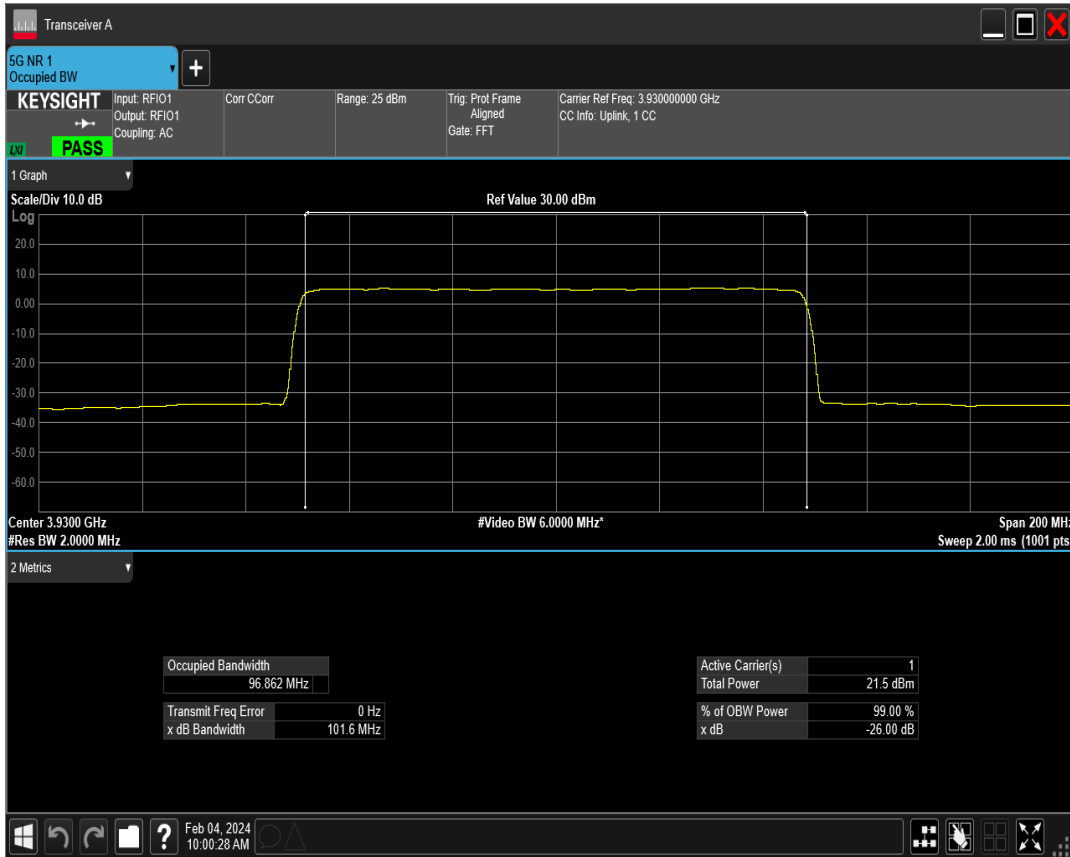 Transceiver A
5G NR 1
Occupied BW
KEYSIGHT
LXI
PASS
Input: RFIO1
Output: RFIO1
Coupling: AC
Corr CCorr
Range: 25 dBm
Trig: Prot Frame
Aligned
Gate: FFT
Carrier Ref Freq: 3.930000000 GHz
CC Info: Uplink, 1 CC
1 Graph
Scale/Div 10.0 dB
Ref Value 30.00 dBm
Log
20.0
10.0
0.00
-10.0
-20.0
-30.0
-40.0
-50.0
-60.0
Center 3.9300 GHz
#Video BW 6.0000 MHz*
Span 200 MHz
#Res BW 2.0000 MHz
Sweep 2.00 ms (1001 pts
2 Metrics
Occupied Bandwidth
96.862 MHz
Transmit Freq Error 0 Hz
x dB Bandwidth 101.6 MHz
Active Carrier(s) 1
Total Power 21.5 dBm
% of OBW Power 99.00 %
x dB -26.00 dB
?
Feb 04, 2024
10:00:28 AM